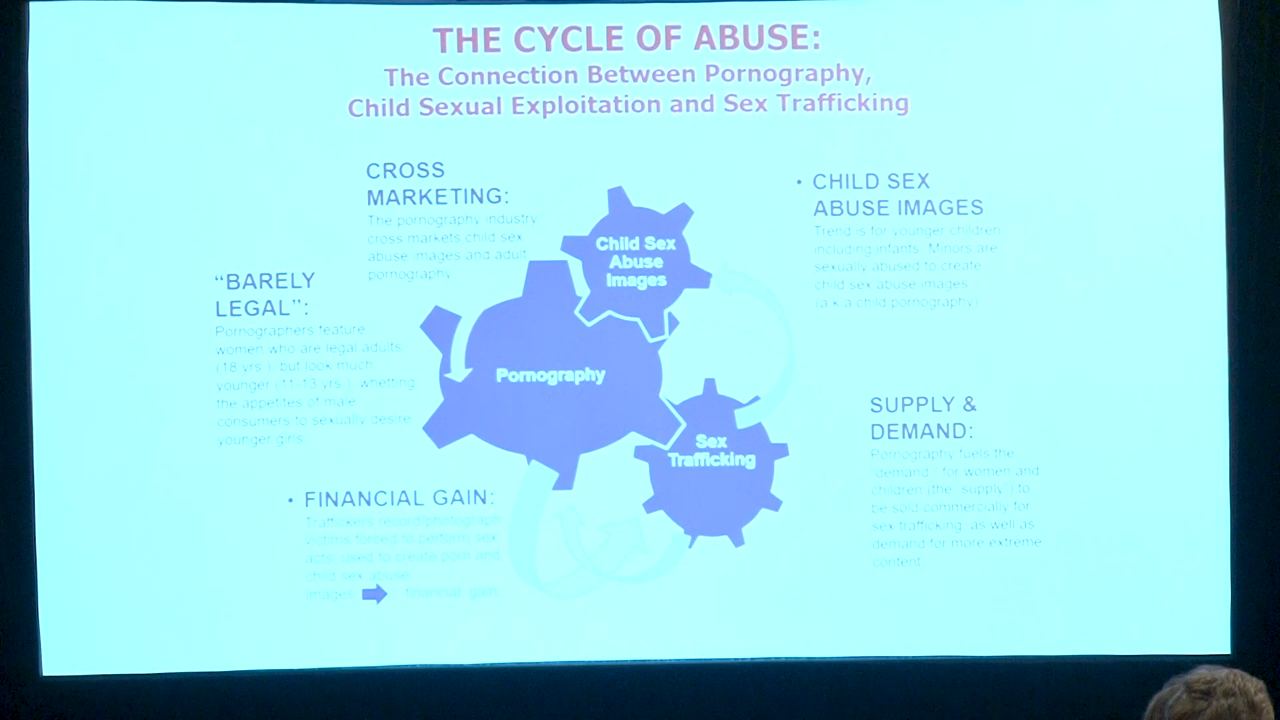 THE CYCLE OF ABUSE:
The Connection Between Pornography,
Child Sexual Exploitation and Sex Trafficking
CROSS
MARKETING:
The pornography industry
cross markets child sex
abuse images and adult
pornography.
"BARELY
LEGAL":
Pornographers feature
women who are legal adults
(18 yrs.), but look much
younger (11-13 yrs.), whetting
the appetites of male
consumers to sexually desire
younger girls.
• FINANCIAL GAIN:
Traffickers record/photograph
victims forced to perform sex
acts; used to create porn and
child sex abuse
images financial gain.
Child Sex
Abuse
Images
Pornography
Sex
Trafficking
• CHILD SEX
ABUSE IMAGES
Trend is for younger children,
including infants. Minors are
sexually abused to create
child sex abuse images
(a.k.a child pornography)
SUPPLY &
DEMAND:
Pornography fuels the
"demand" for women and
children (the "supply") to
be sold commercially for
sex trafficking, as well as
demand for more extreme
content.